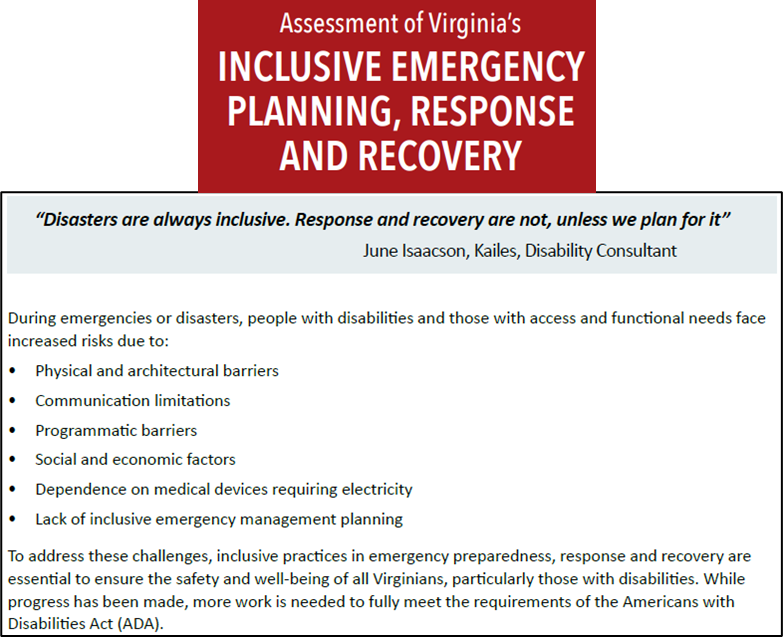 Assessment of Virginia's
INCLUSIVE EMERGENCY
PLANNING, RESPONSE
AND RECOVERY
“Disasters are always inclusive. Response and recovery are not, unless we plan for it”
June Isaacson, Kailes, Disability Consultant
During emergencies or disasters, people with disabilities and those with access and functional needs face
increased risks due to:
• Physical and architectural barriers
• Communication limitations
• Programmatic barriers
• Social and economic factors
• Dependence on medical devices requiring electricity
• Lack of inclusive emergency management planning
To address these challenges, inclusive practices in emergency preparedness, response and recovery are
essential to ensure the safety and well-being of all Virginians, particularly those with disabilities. While
progress has been made, more work is needed to fully meet the requirements of the Americans with
Disabilities Act (ADA).